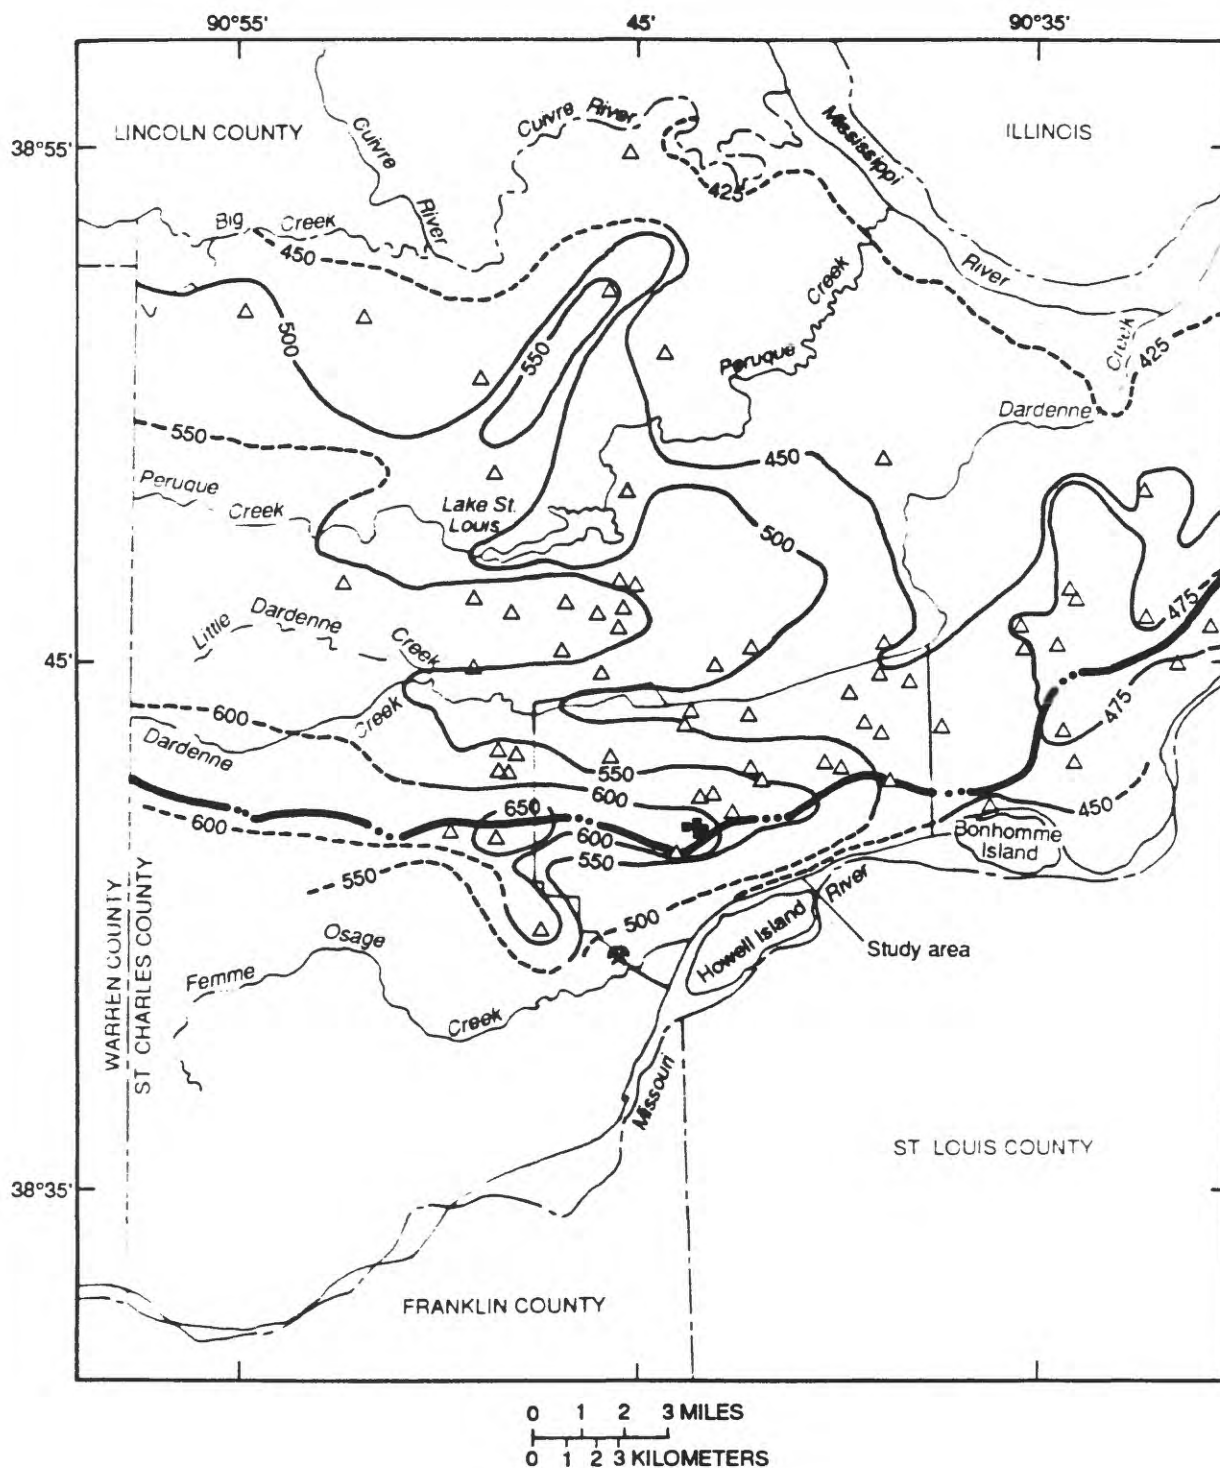 90°55'
45'
90°35'
38°55'
LINCOLN COUNTY
Cuivre
River
Cuivre River
Mississippi
River
ILLINOIS
425
Big Creek
450
500
550
Peruque
Creek
Creek
425
Dardenne
550
Peruque
Creek
Lake St.
Louis
450
500
Little Dardenne
Creek
475
45'
600
Creek
Dardenne
475
550
600
650
600
600
550
450
Bonhomme
Island
550
500
River
Howell Island
Study area
Osage
Femme
Creek
WARREN COUNTY
ST CHARLES COUNTY
Missouri
ST LOUIS COUNTY
38°35'
FRANKLIN COUNTY
0 1 2 3 MILES
0 1 2 3 KILOMETERS